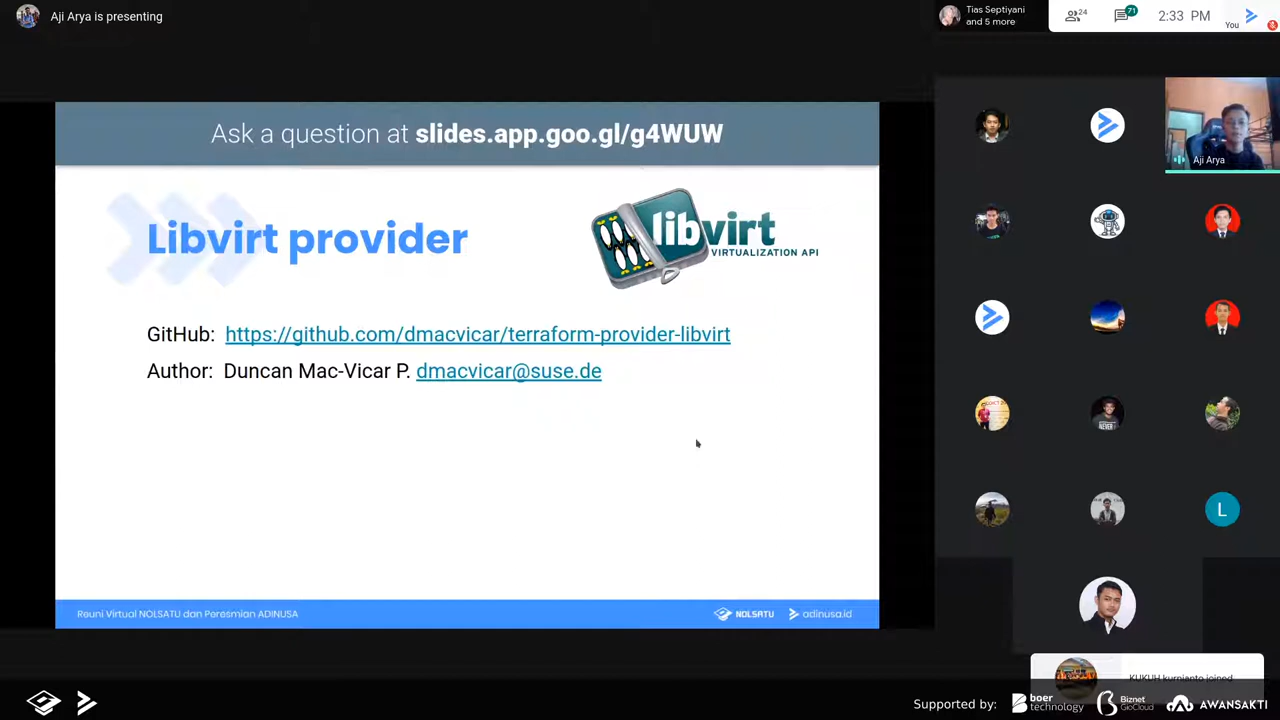 Aji Arya is presenting
Tias Septiyani
and 5 more
24
71
2:33 PM
You
Ask a question at slides.app.goo.gl/g4WUW
Libvirt provider
libvirt
VIRTUALIZATION API
GitHub: https://github.com/dmacvicar/terraform-provider-libvirt
Author: Duncan Mac-Vicar P. dmacvicar@suse.de
Reuni Virtual NOLSATU dan Peresmian ADINUSA
NOLSATU
adinusa.id
Aji Arya
L
KUKUH kurnianto joined
Supported by:
boer
technology
Biznet
GioCloud
AWANSAKTI